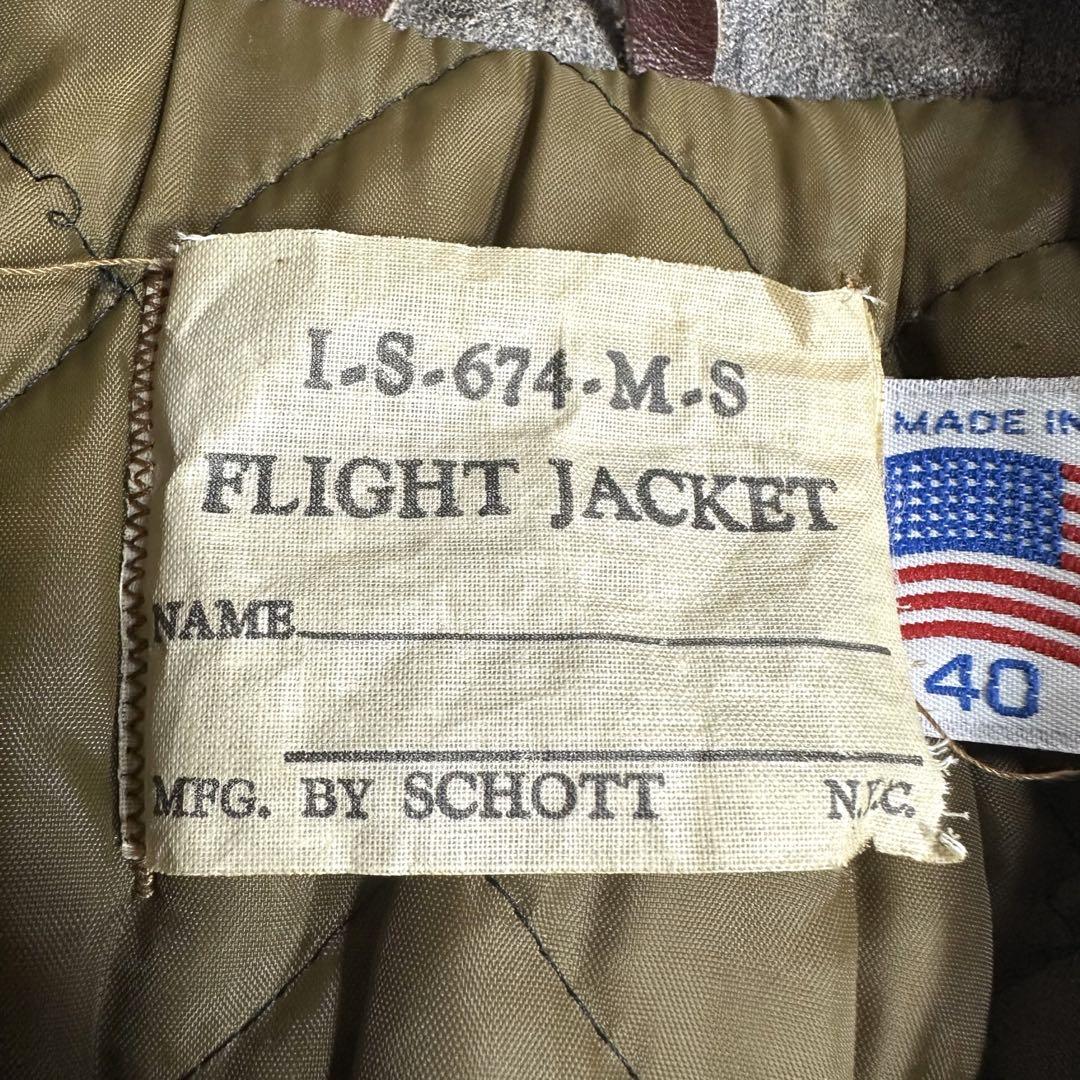 I-S-674-M-S
FLIGHT JACKET
NAME
MFG. BY SCHOTT N.Y.C.
MADE IN
40